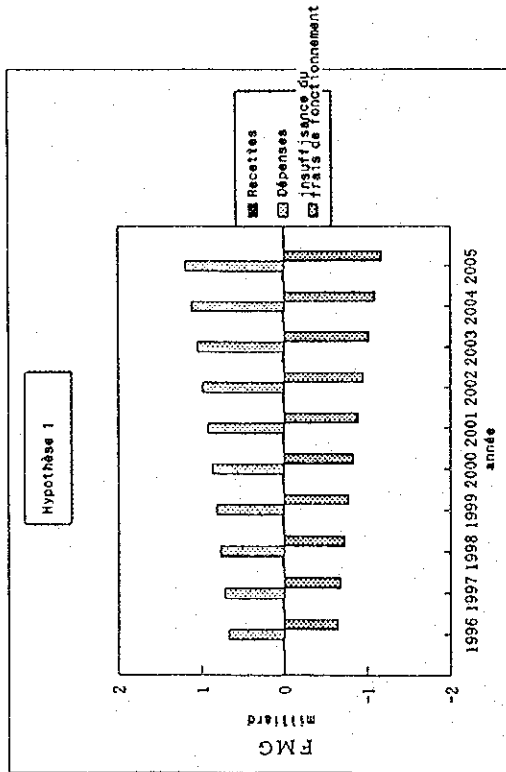 Hypothèse 1
Recettes
Dépenses
insuffisance du
frais de fonctionnement
2
1
0
-1
-2
FMG
milliard
1996 1997 1998 1999 2000 2001 2002 2003 2004 2005
année